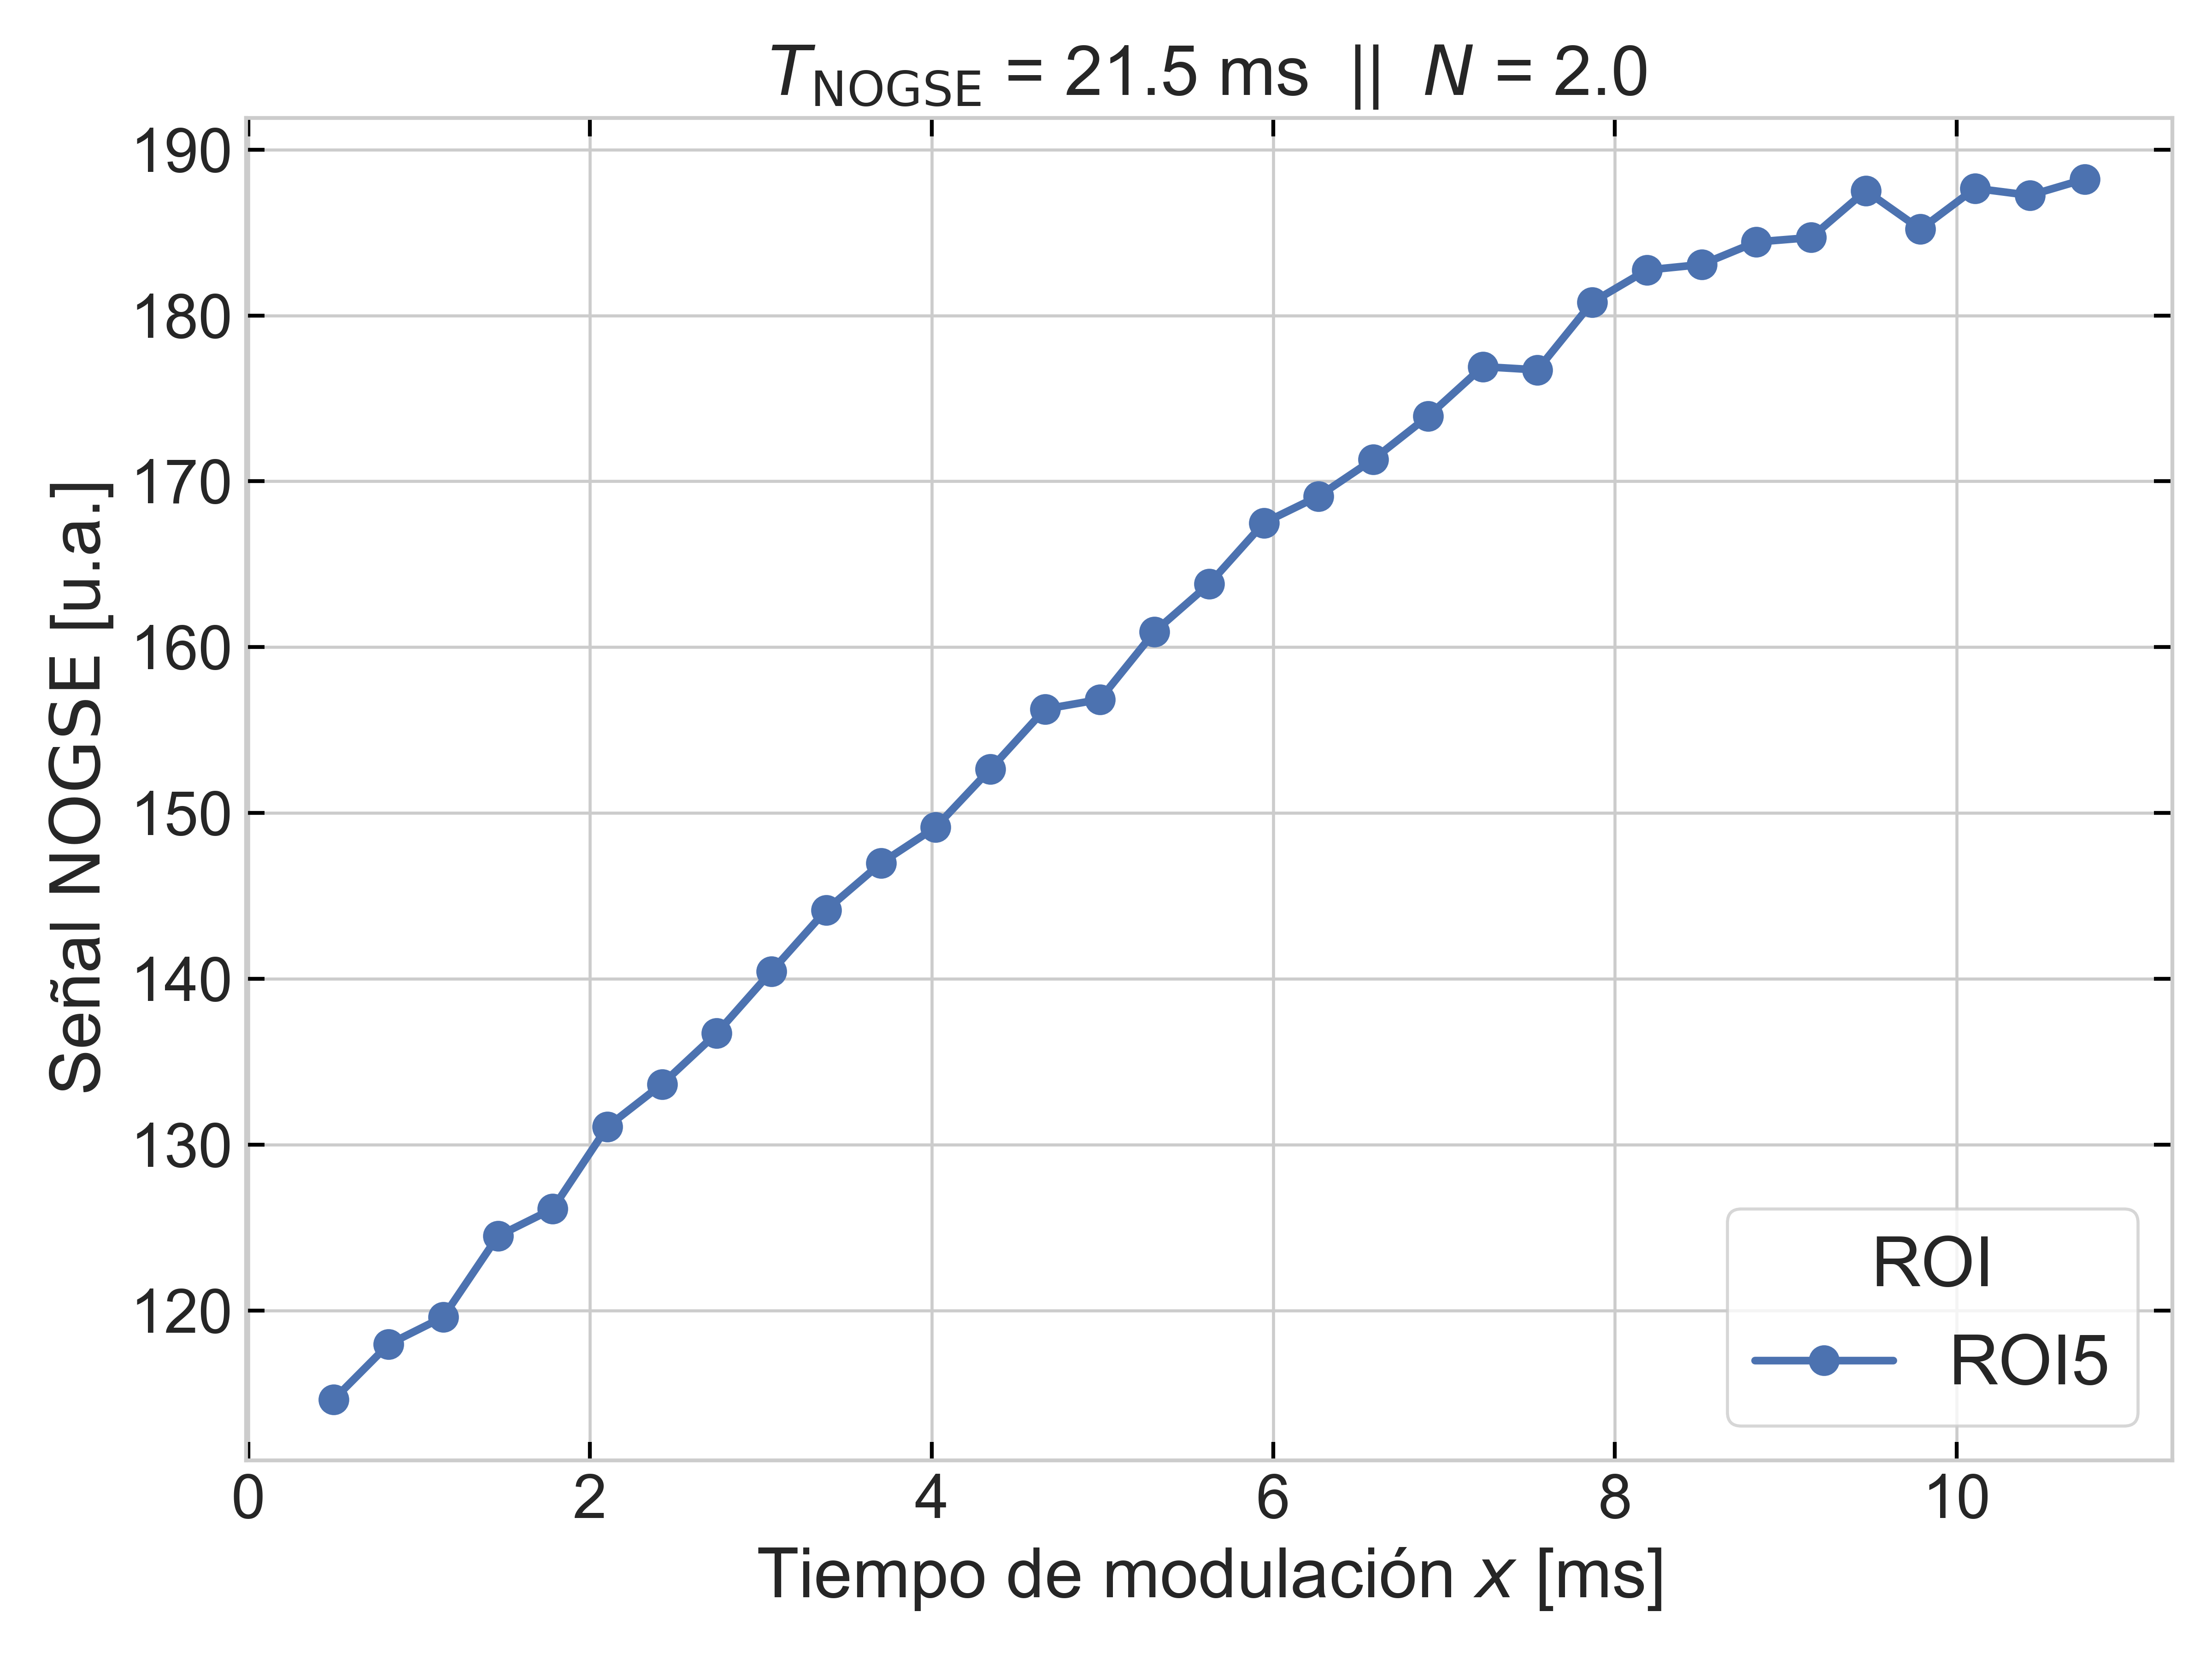 T_NOGSE = 21.5 ms || N = 2.0
190
180
170
160
150
140
130
120
Señal NOGSE [u.a.]
ROI
ROI5
0 2 4 6 8 10
Tiempo de modulación x [ms]